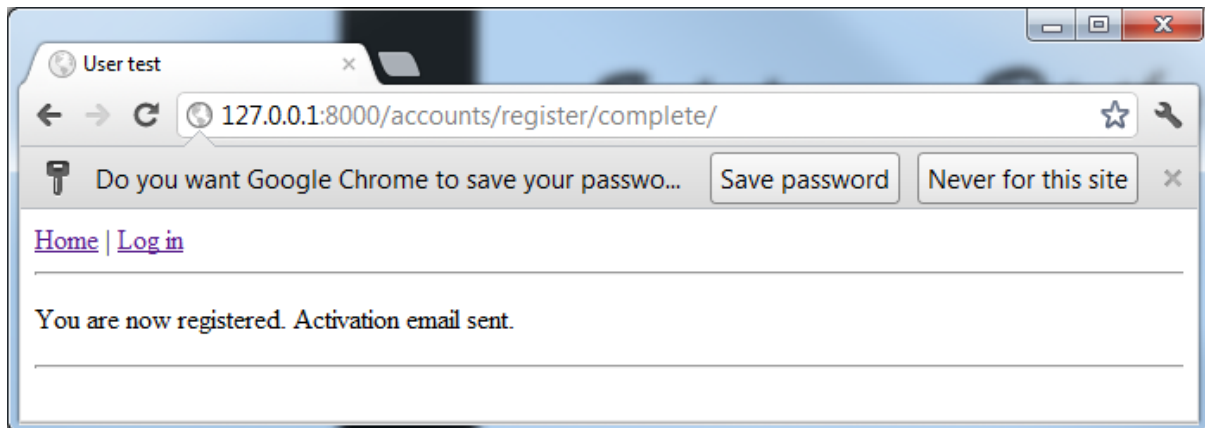 User test
127.0.0.1:8000/accounts/register/complete/
Do you want Google Chrome to save your passwo... Save password Never for this site
Home | Log in
You are now registered. Activation email sent.